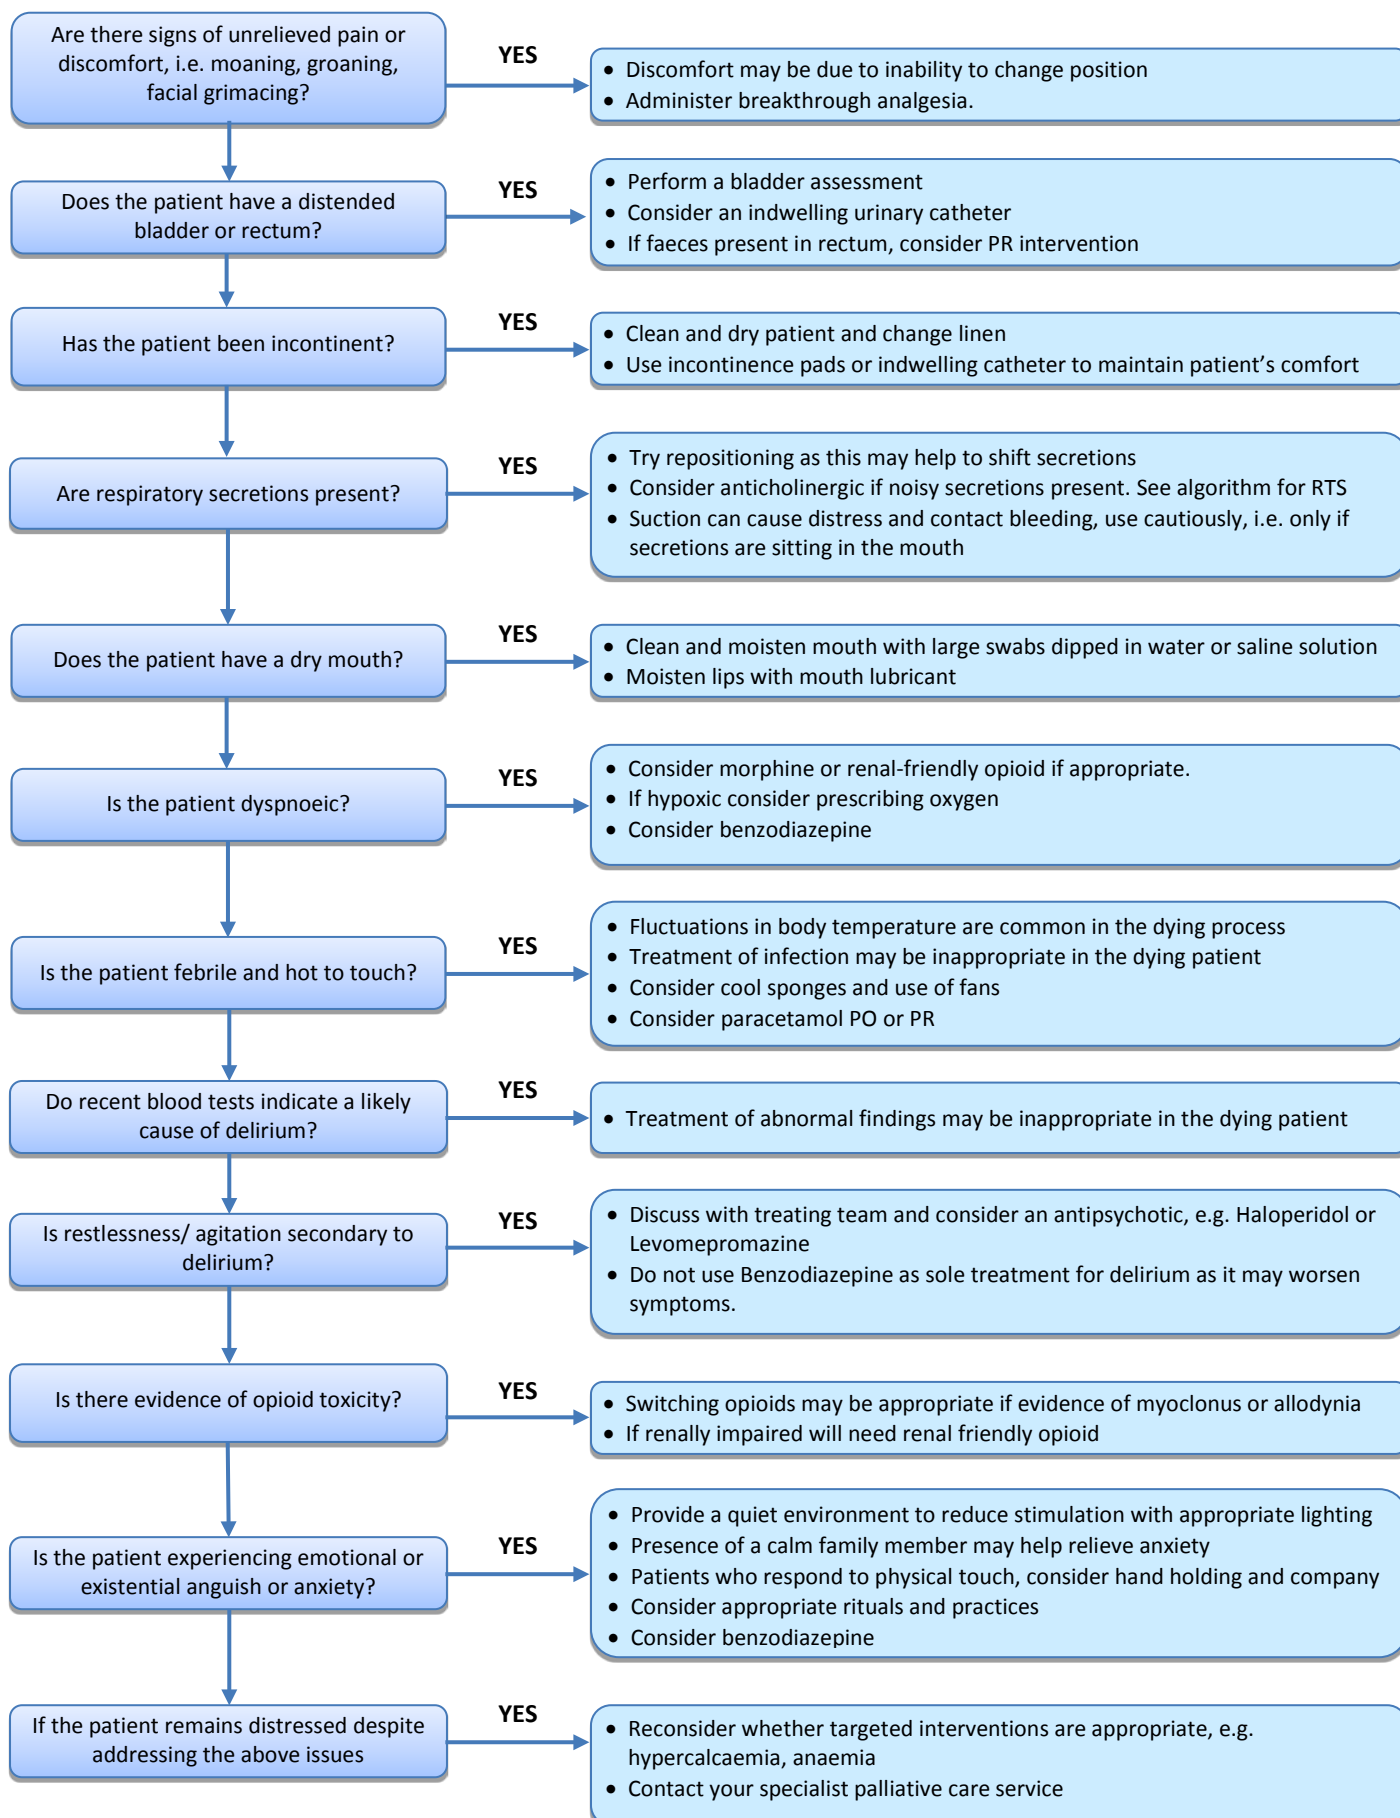 Are there signs of unrelieved pain or
discomfort, i.e. moaning, groaning,
facial grimacing?
YES
• Discomfort may be due to inability to change position
• Administer breakthrough analgesia.
Does the patient have a distended
bladder or rectum?
YES
• Perform a bladder assessment
• Consider an indwelling urinary catheter
• If faeces present in rectum, consider PR intervention
Has the patient been incontinent?
YES
• Clean and dry patient and change linen
• Use incontinence pads or indwelling catheter to maintain patient’s comfort
Are respiratory secretions present?
YES
• Try repositioning as this may help to shift secretions
• Consider anticholinergic if noisy secretions present. See algorithm for RTS
• Suction can cause distress and contact bleeding, use cautiously, i.e. only if
secretions are sitting in the mouth
Does the patient have a dry mouth?
YES
• Clean and moisten mouth with large swabs dipped in water or saline solution
• Moisten lips with mouth lubricant
Is the patient dyspnoeic?
YES
• Consider morphine or renal-friendly opioid if appropriate.
• If hypoxic consider prescribing oxygen
• Consider benzodiazepine
Is the patient febrile and hot to touch?
YES
• Fluctuations in body temperature are common in the dying process
• Treatment of infection may be inappropriate in the dying patient
• Consider cool sponges and use of fans
• Consider paracetamol PO or PR
Do recent blood tests indicate a likely
cause of delirium?
YES
• Treatment of abnormal findings may be inappropriate in the dying patient
Is restlessness/ agitation secondary to
delirium?
YES
• Discuss with treating team and consider an antipsychotic, e.g. Haloperidol or
Levomepromazine
• Do not use Benzodiazepine as sole treatment for delirium as it may worsen
symptoms.
Is there evidence of opioid toxicity?
YES
• Switching opioids may be appropriate if evidence of myoclonus or allodynia
• If renally impaired will need renal friendly opioid
Is the patient experiencing emotional or
existential anguish or anxiety?
YES
• Provide a quiet environment to reduce stimulation with appropriate lighting
• Presence of a calm family member may help relieve anxiety
• Patients who respond to physical touch, consider hand holding and company
• Consider appropriate rituals and practices
• Consider benzodiazepine
If the patient remains distressed despite
addressing the above issues
YES
• Reconsider whether targeted interventions are appropriate, e.g.
hypercalcaemia, anaemia
• Contact your specialist palliative care service